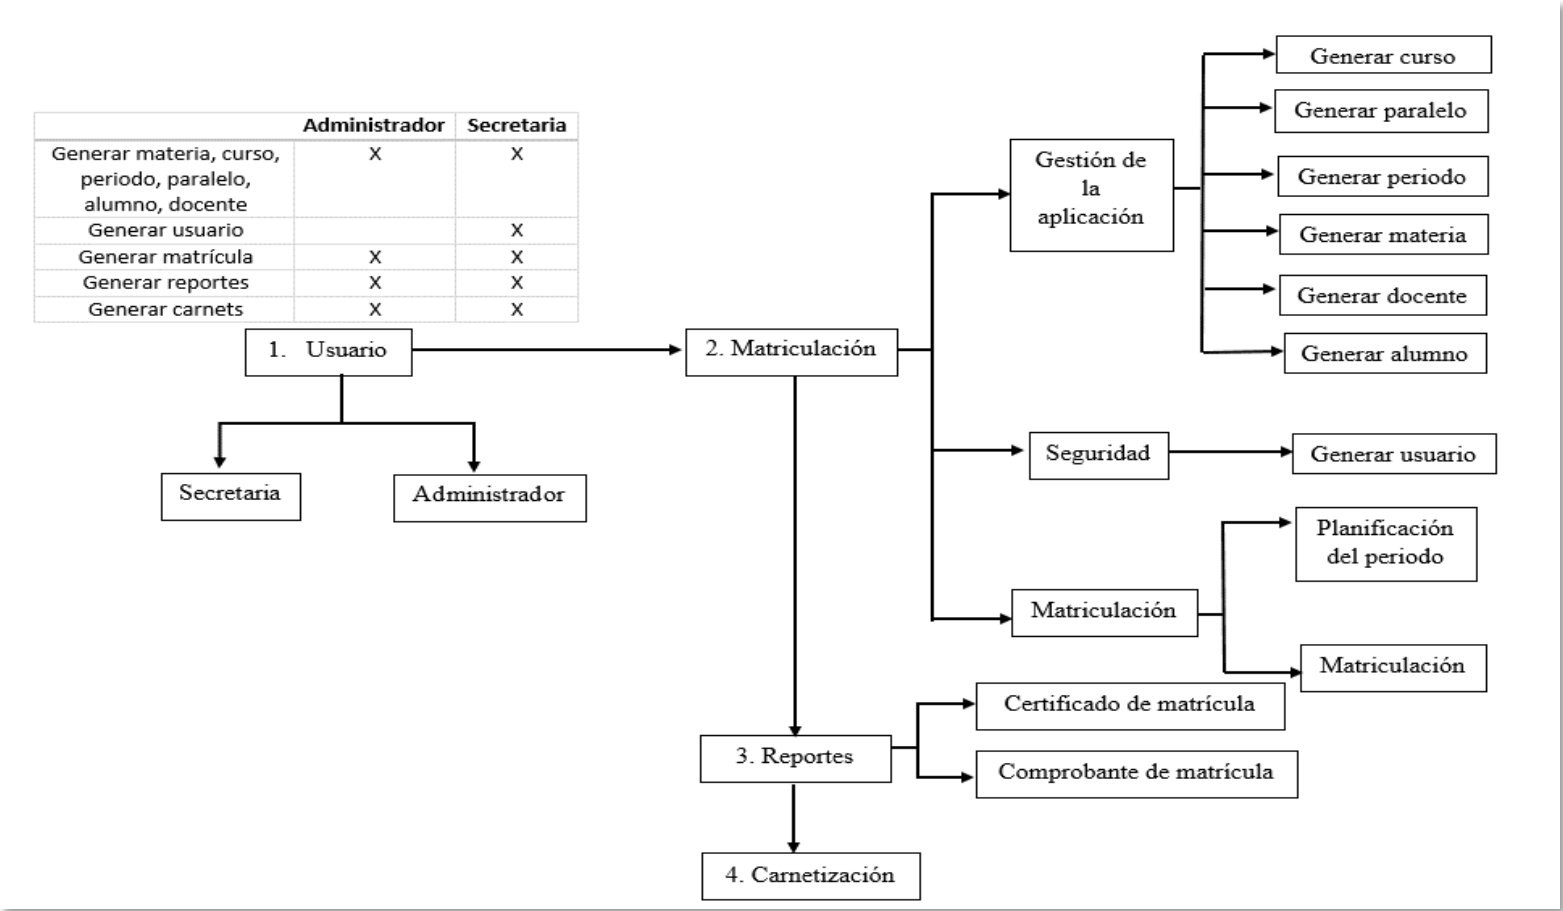 Administrador Secretaria
Generar materia, curso, X X
periodo, paralelo,
alumno, docente
Generar usuario X
Generar matrícula X X
Generar reportes X X
Generar carnets X X
1. Usuario
Secretaria
Administrador
2. Matriculación
Gestión de
la
aplicación
Generar curso
Generar paralelo
Generar periodo
Generar materia
Generar docente
Generar alumno
Seguridad
Generar usuario
Matriculación
Planificación
del periodo
Matriculación
3. Reportes
Certificado de matrícula
Comprobante de matrícula
4. Carnetización